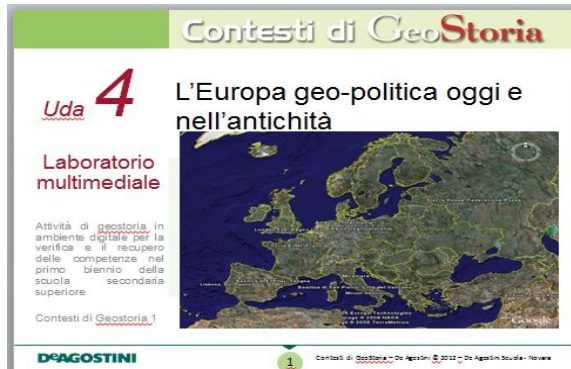 Contesti di GeoStoria
Uda 4
L'Europa geo-politica oggi e
nell'antichità
Laboratorio
multimediale
Attività di geostoria in
ambiente digitale per la
verifica e il recupero
delle competenze nel
primo biennio della
scuola secondaria
superiore
Contesti di Geostoria 1
Google
DeAGOSTINI
1
Contesti di GeoStoria – De Agostini © 2012 – De Agostini Scuola - Novara